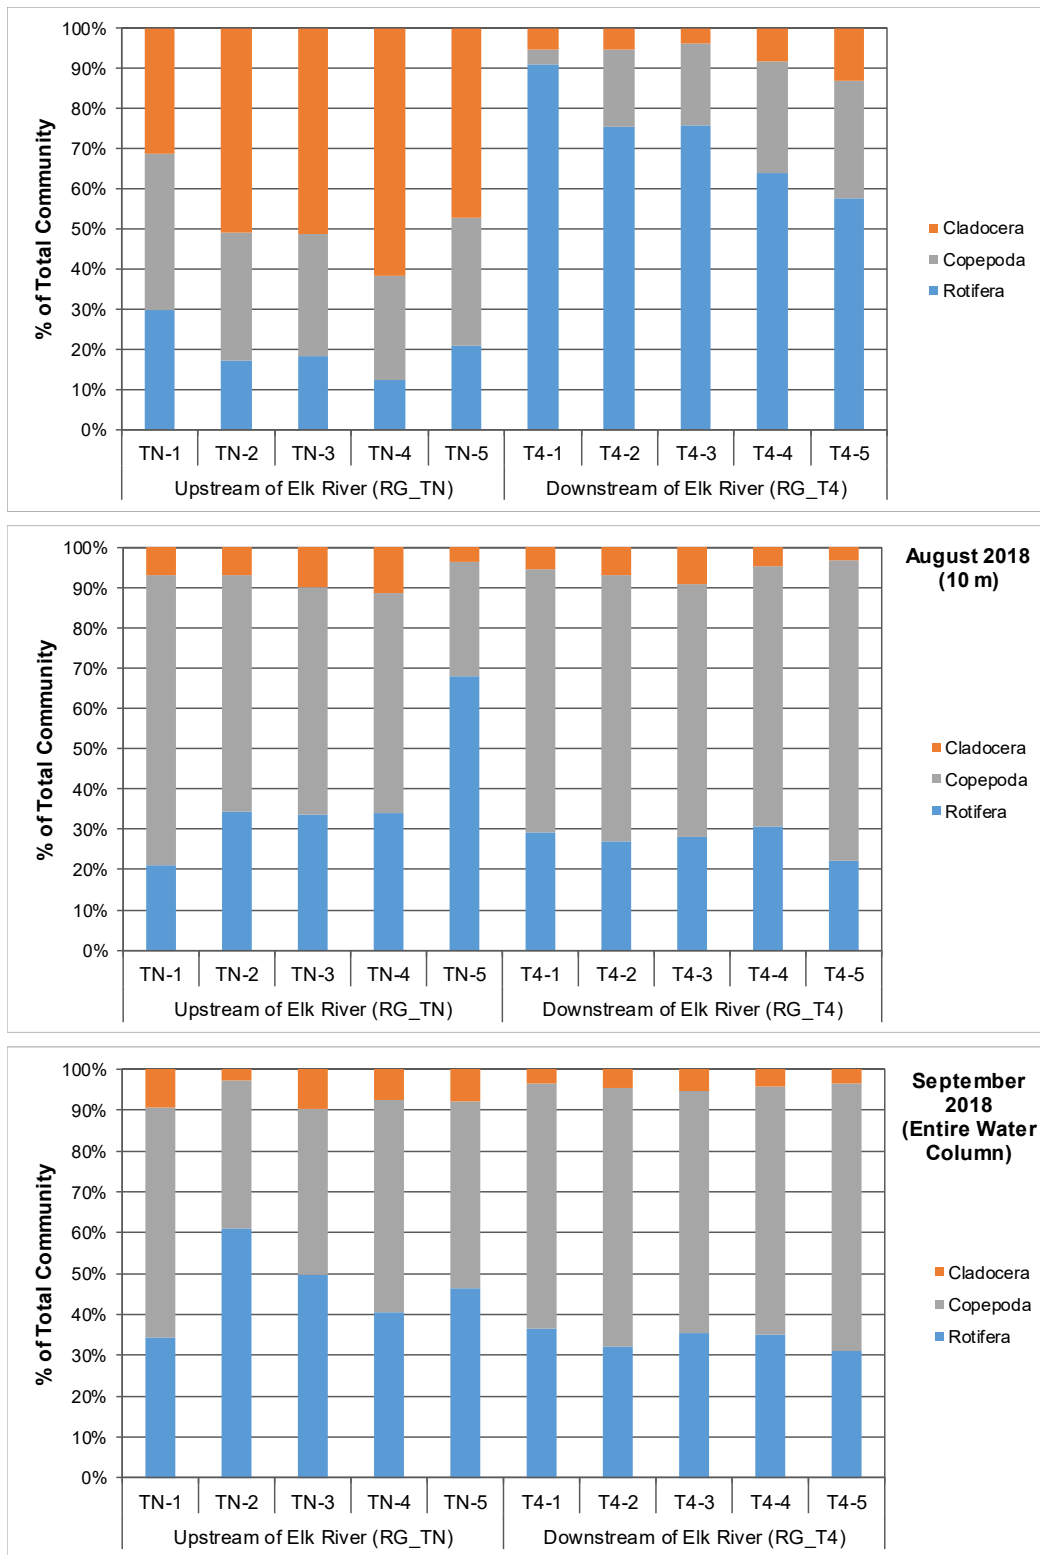 100%
90%
80%
70%
60%
50%
40%
30%
20%
10%
0%
% of Total Community
TN-1 TN-2 TN-3 TN-4 TN-5 T4-1 T4-2 T4-3 T4-4 T4-5
Upstream of Elk River (RG_TN) Downstream of Elk River (RG_T4)
Cladocera
Copepoda
Rotifera
August 2018
(10 m)
100%
90%
80%
70%
60%
50%
40%
30%
20%
10%
0%
% of Total Community
TN-1 TN-2 TN-3 TN-4 TN-5 T4-1 T4-2 T4-3 T4-4 T4-5
Upstream of Elk River (RG_TN) Downstream of Elk River (RG_T4)
Cladocera
Copepoda
Rotifera
September
2018
(Entire Water
Column)
100%
90%
80%
70%
60%
50%
40%
30%
20%
10%
0%
% of Total Community
TN-1 TN-2 TN-3 TN-4 TN-5 T4-1 T4-2 T4-3 T4-4 T4-5
Upstream of Elk River (RG_TN) Downstream of Elk River (RG_T4)
Cladocera
Copepoda
Rotifera